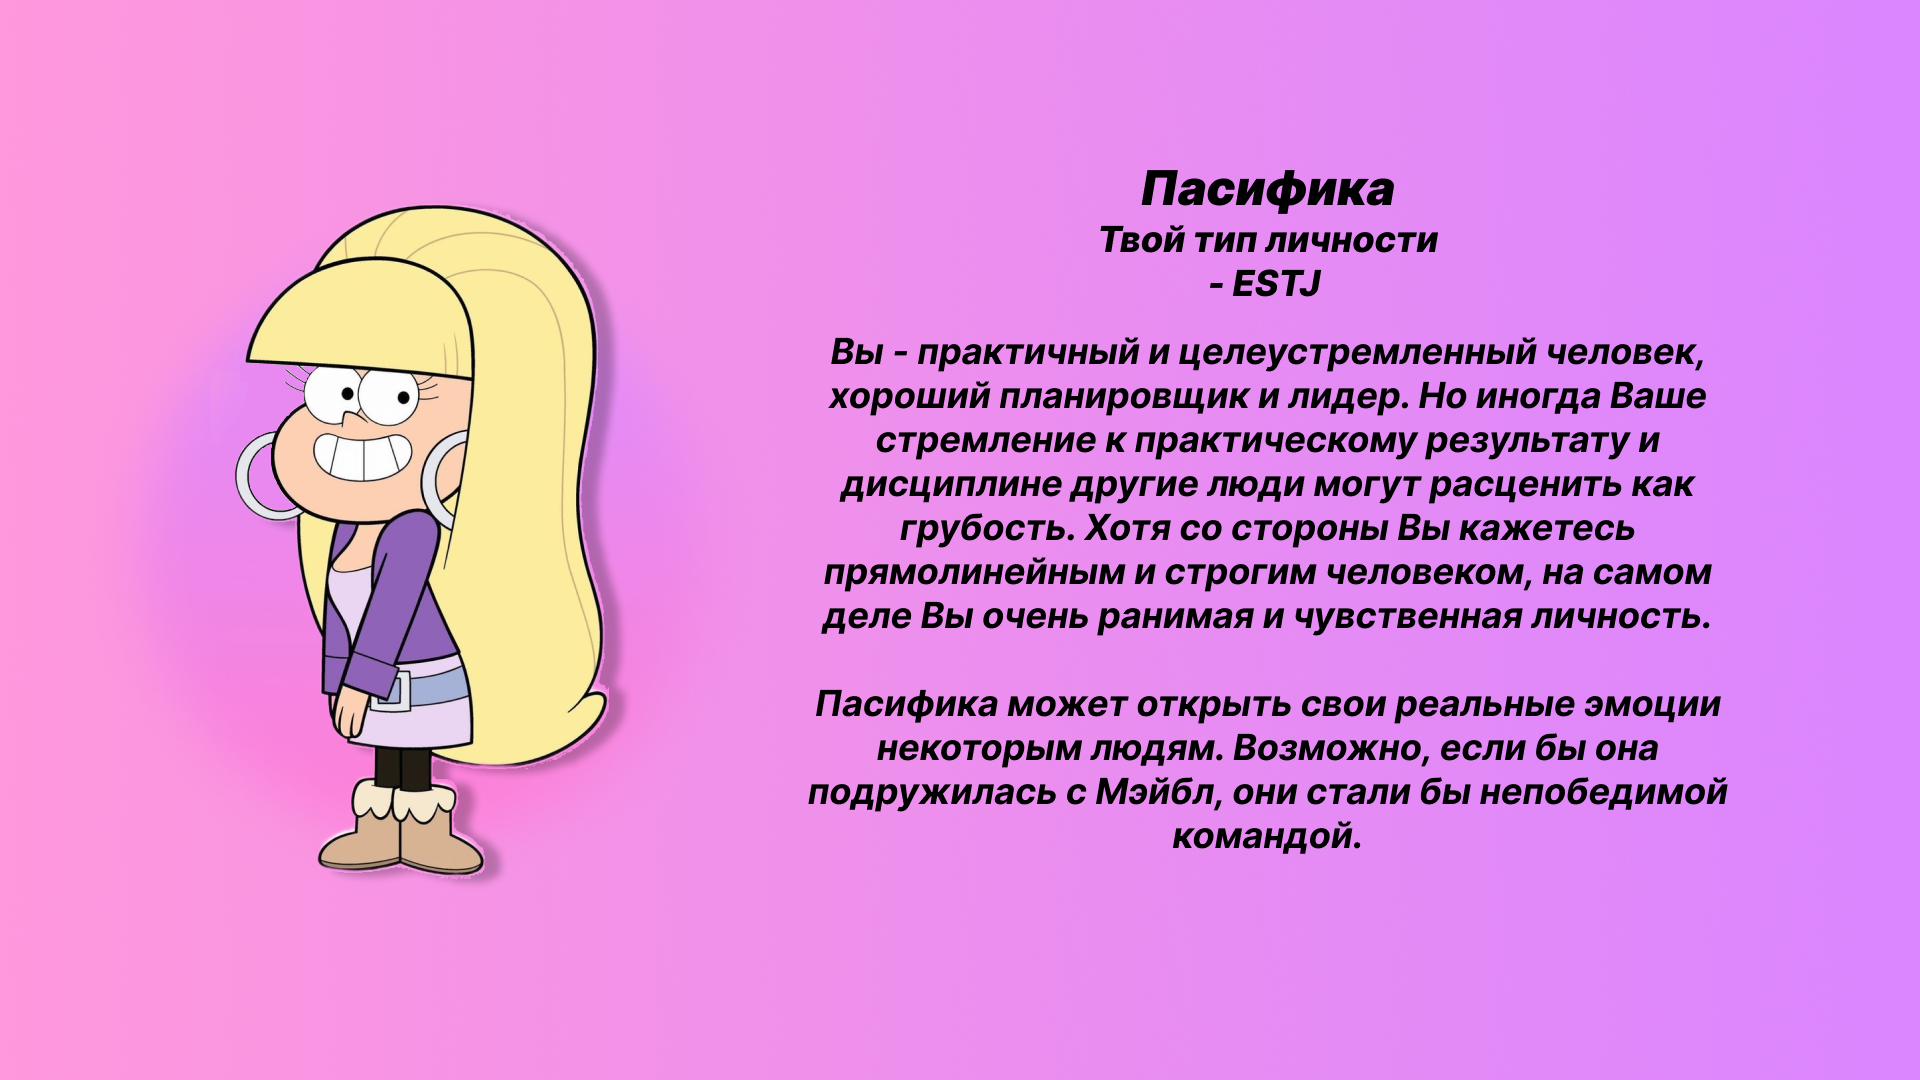 Пасифика
Твой тип личности
- ESTJ
Вы - практичный и целеустремленный человек,
хороший планировщик и лидер. Но иногда Ваше
стремление к практическому результату и
дисциплине другие люди могут расценить как
грубость. Хотя со стороны Вы кажетесь
прямолинейным и строгим человеком, на самом
деле Вы очень ранимая и чувственная личность.
Пасифика может открыть свои реальные эмоции
некоторым людям. Возможно, если бы она
подружилась с Мэйбл, они стали бы непобедимой
командой.